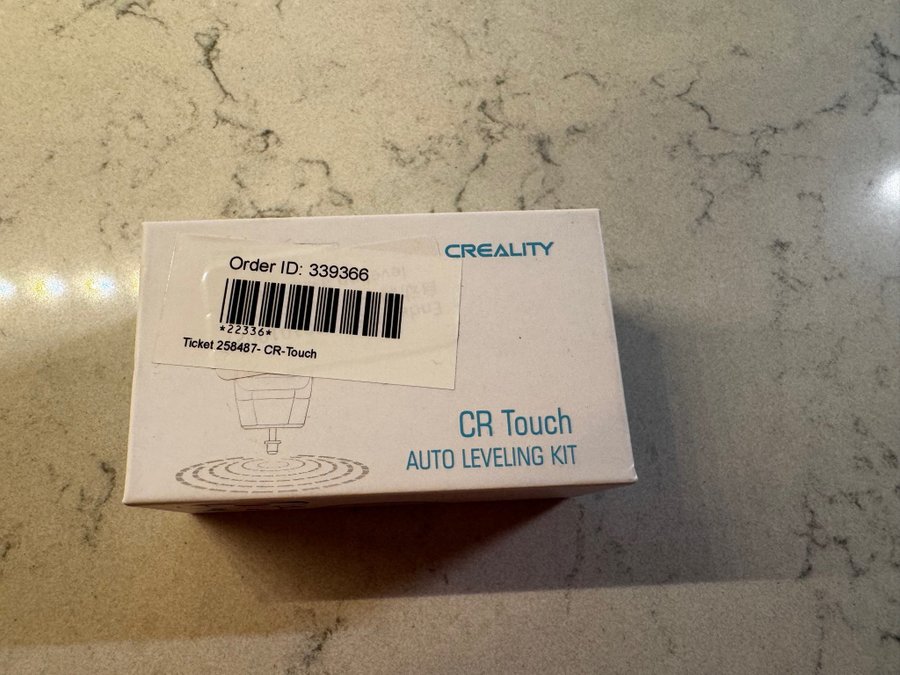 CREALITY
Order ID: 339366
*22336*
Ticket 258487- CR-Touch
CR Touch
AUTO LEVELING KIT